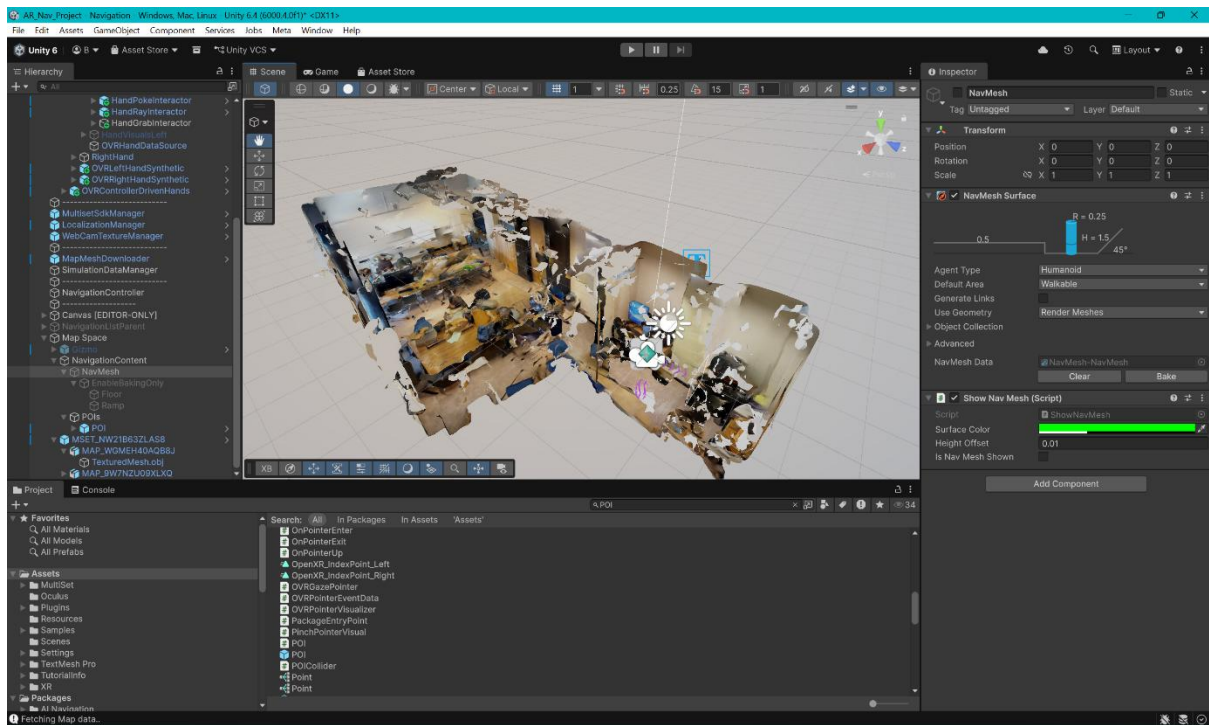 AR_Nav_Project - Navigation - Windows, Mac, Linux - Unity 6.4 (6000.4.0f1)* <DX11>
File Edit Assets GameObject Component Services Jobs Meta Window Help
Unity 6 B Asset Store Unity VCS Layout
Hierarchy
All
HandPokeInteractor
HandRayInteractor
HandGrabInteractor
HandVisualsLeft
OVRHandDataSource
RightHand
OVRLeftHandSynthetic
OVRRightHandSynthetic
OVRControllerDrivenHands
--------------------------
MultisetSdkManager
LocalizationManager
WebCamTextureManager
--------------------------
MapMeshDownloader
SimulationDataManager
--------------------------
NavigationController
------------------
Canvas [EDITOR-ONLY]
NavigationListParent
Map Space
Gizmo
NavigationContent
NavMesh
EnableBakingOnly
Floor
Ramp
POIs
POI
MSET_NW21B63ZLAS8
MAP_WGMEH40AQB8J
TexturedMesh.obj
MAP_9W7NZU09XLXQ
Scene Game Asset Store
Center Local 1 0.25 15 1
y
z
Persp
XB
Inspector
NavMesh Static
Tag Untagged Layer Default
Transform
Position X 0 Y 0 Z 0
Rotation X 0 Y 0 Z 0
Scale X 1 Y 1 Z 1
NavMesh Surface
R = 0.25
0.5 H = 1.5 45°
Agent Type Humanoid
Default Area Walkable
Generate Links
Use Geometry Render Meshes
Object Collection
Advanced
NavMesh Data NavMesh-NavMesh
Clear Bake
Show Nav Mesh (Script)
Script ShowNavMesh
Surface Color
Height Offset 0.01
Is Nav Mesh Shown
Add Component
Project Console
POI 34
Favorites
All Materials
All Models
All Prefabs
Assets
MultiSet
Oculus
Plugins
Resources
Samples
Scenes
Settings
TextMesh Pro
TutorialInfo
XR
Packages
AI Navigation
Search: All In Packages In Assets 'Assets'
OnPointerEnter
OnPointerExit
OnPointerUp
OpenXR_IndexPoint_Left
OpenXR_IndexPoint_Right
OVRGazePointer
OVRPointerEventData
OVRPointerVisualizer
PackageEntryPoint
PinchPointerVisual
POI
POI
POICollider
Point
Point
Fetching Map data..